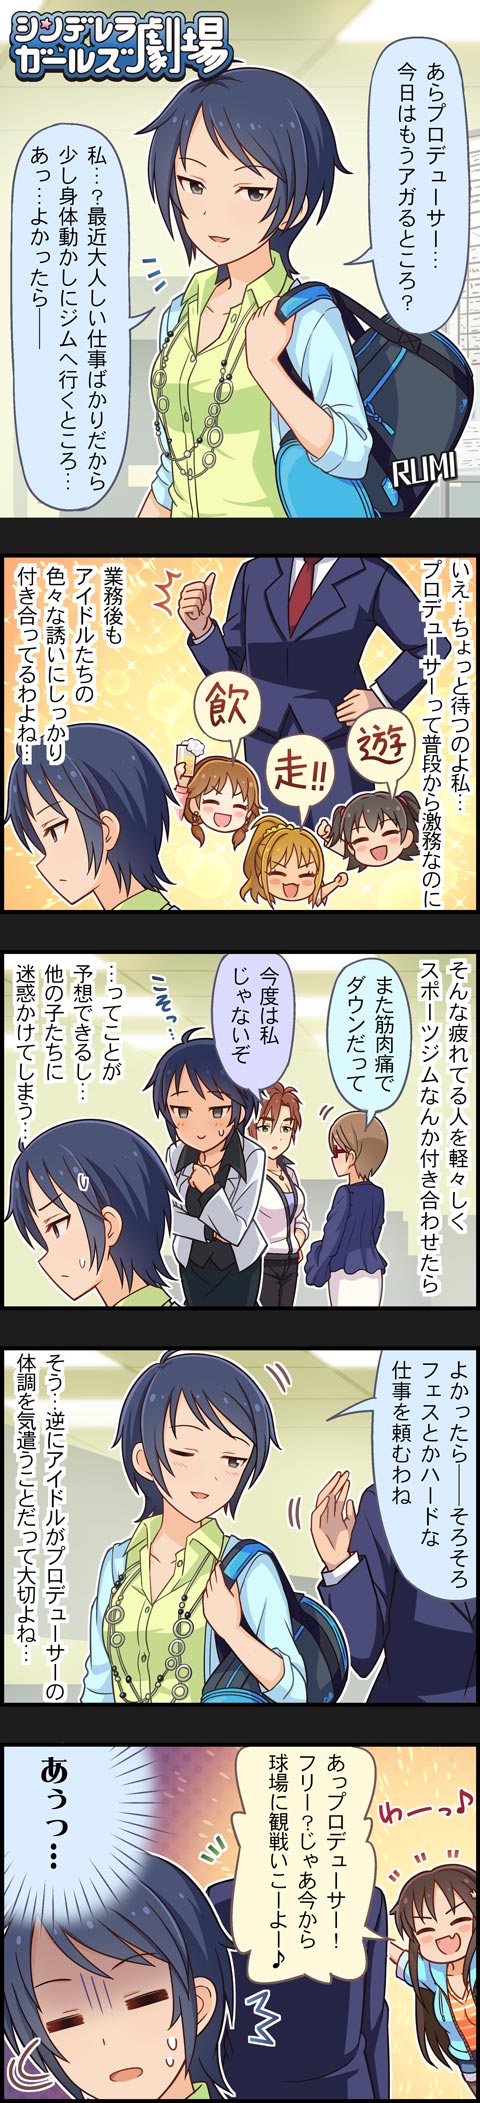 シンデレラ
ガールズ劇場
あらプロデューサー…
今日はもうアガるところ?
私…?最近大人しい仕事ばかりだから
少し身体動かしにジムへ行くところ…
あっ…よかったら――
RUMI
いえ…ちょっと待つのよ私…
プロデューサーって普段から激務なのに
業務後も
アイドルたちの
色々な誘いにしっかり
付き合ってるわよね…
遊
走!!
飲
そんな疲れてる人を軽々しく
スポーツジムなんか付き合わせたら
また筋肉痛で
ダウンだって
今度は私
じゃないぞ
こそっ…
…ってことが
予想できるし…
他の子たちに
迷惑かけてしまう…
よかったら――そろそろ
フェスとかハードな
仕事を頼むわね
そう…逆にアイドルがプロデューサーの
体調を気遣うことだって大切よね…
わーっ♪
あっプロデューサー!
フリー?じゃあ今から
球場に観戦いこーよー♪
あぅっ…